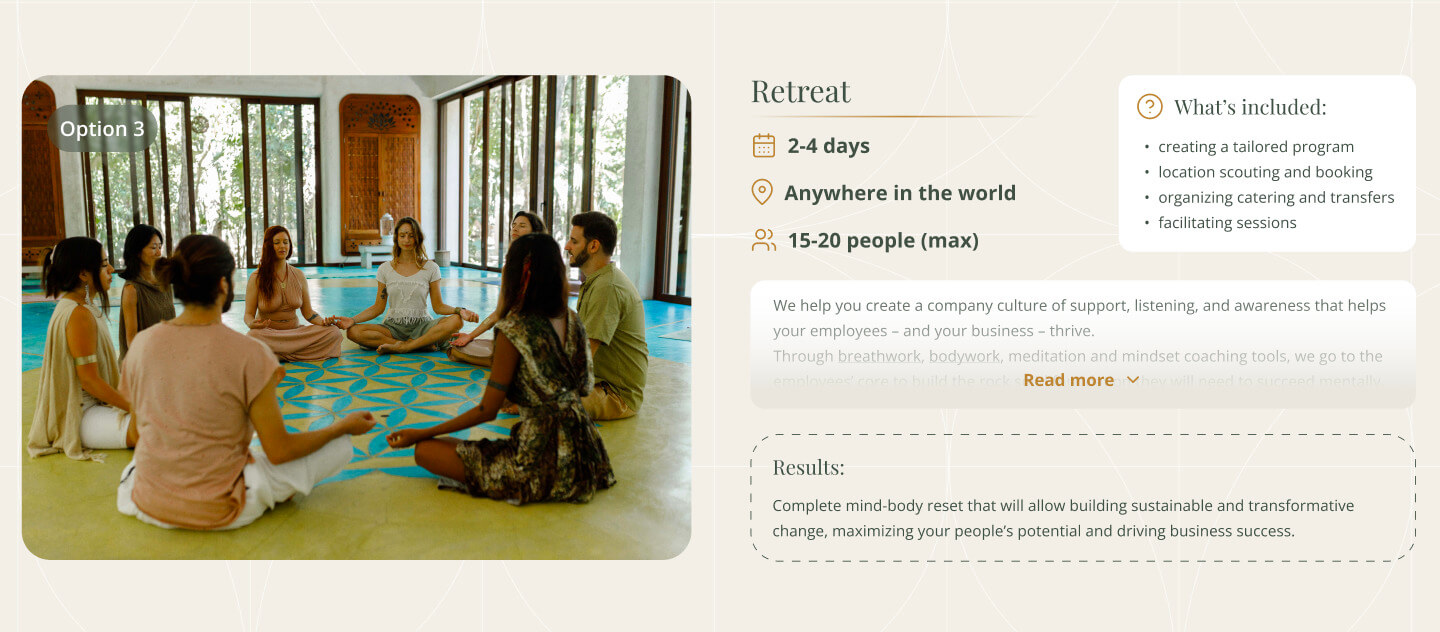 Option 3
Retreat
2-4 days
Anywhere in the world
15-20 people (max)
What’s included:
• creating a tailored program
• location scouting and booking
• organizing catering and transfers
• facilitating sessions
We help you create a company culture of support, listening, and awareness that helps
your employees – and your business – thrive.
Through breathwork, bodywork, meditation and mindset coaching tools, we go to the
employees’ core to build the rock they will need to succeed mentally,
Read more
Results:
Complete mind-body reset that will allow building sustainable and transformative
change, maximizing your people’s potential and driving business success.